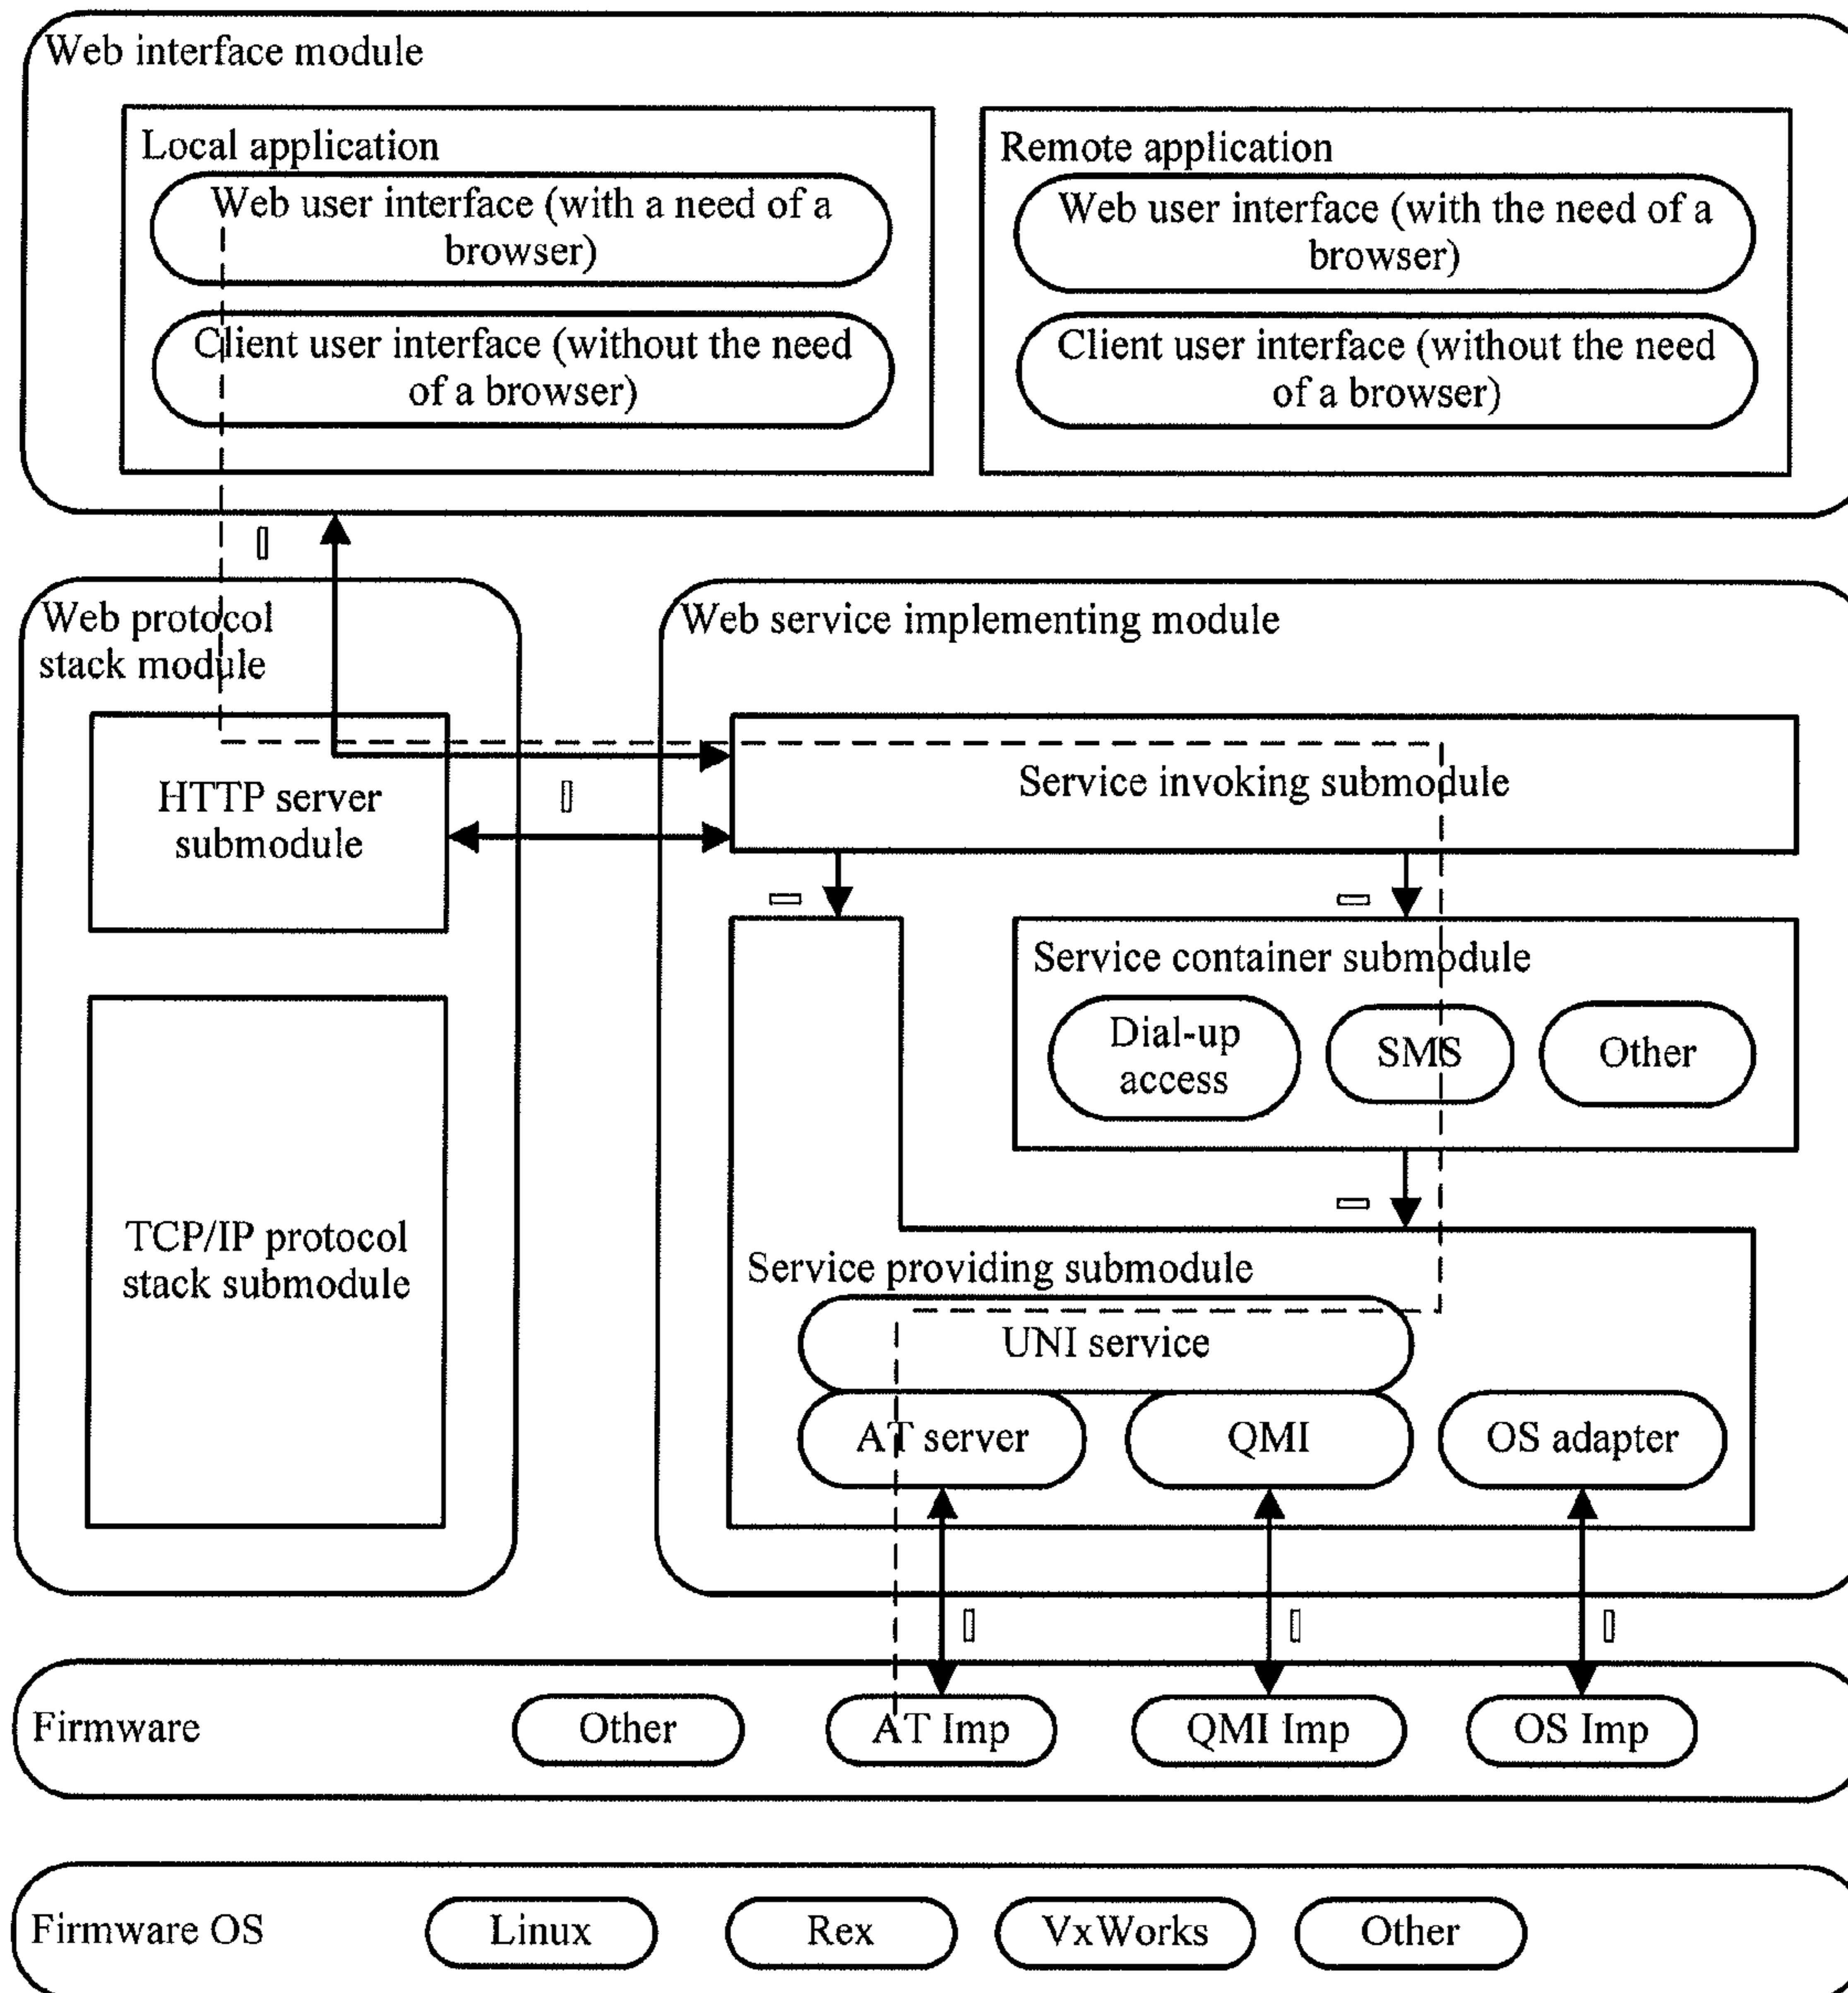 Web interface module
Local application
Web user interface (with a need of a
browser)
Client user interface (without the need
of a browser)
Remote application
Web user interface (with the need of a
browser)
Client user interface (without the need
of a browser)
Web protocol
stack module
HTTP server
submodule
TCP/IP protocol
stack submodule
Web service implementing module
Service invoking submodule
Service container submodule
Dial-up
access
SMS
Other
Service providing submodule
UNI service
AT server
QMI
OS adapter
Firmware
Other
AT Imp
QMI Imp
OS Imp
Firmware OS
Linux
Rex
VxWorks
Other